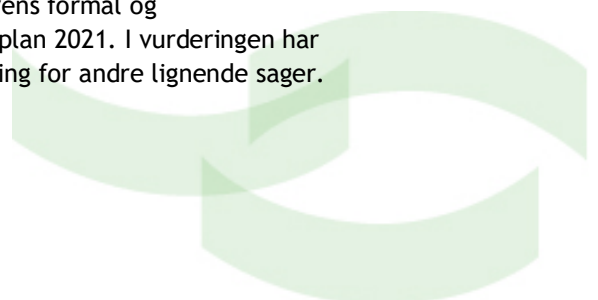 ens formål og
plan 2021. I vurderingen har
ing for andre lignende sager.